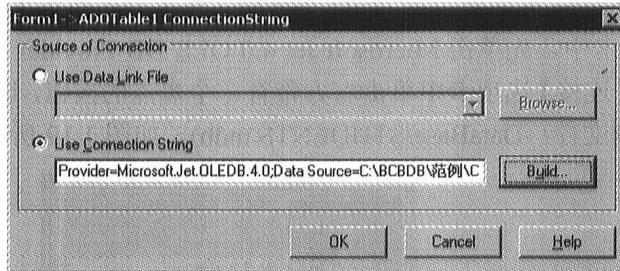 Form1->ADOTable1 ConnectionString
Source of Connection
Use Data Link File
Browse...
Use Connection String
Provider=Microsoft.Jet.OLEDB.4.0;Data Source=C:\BCBDB\范例\C
Build...
OK
Cancel
Help